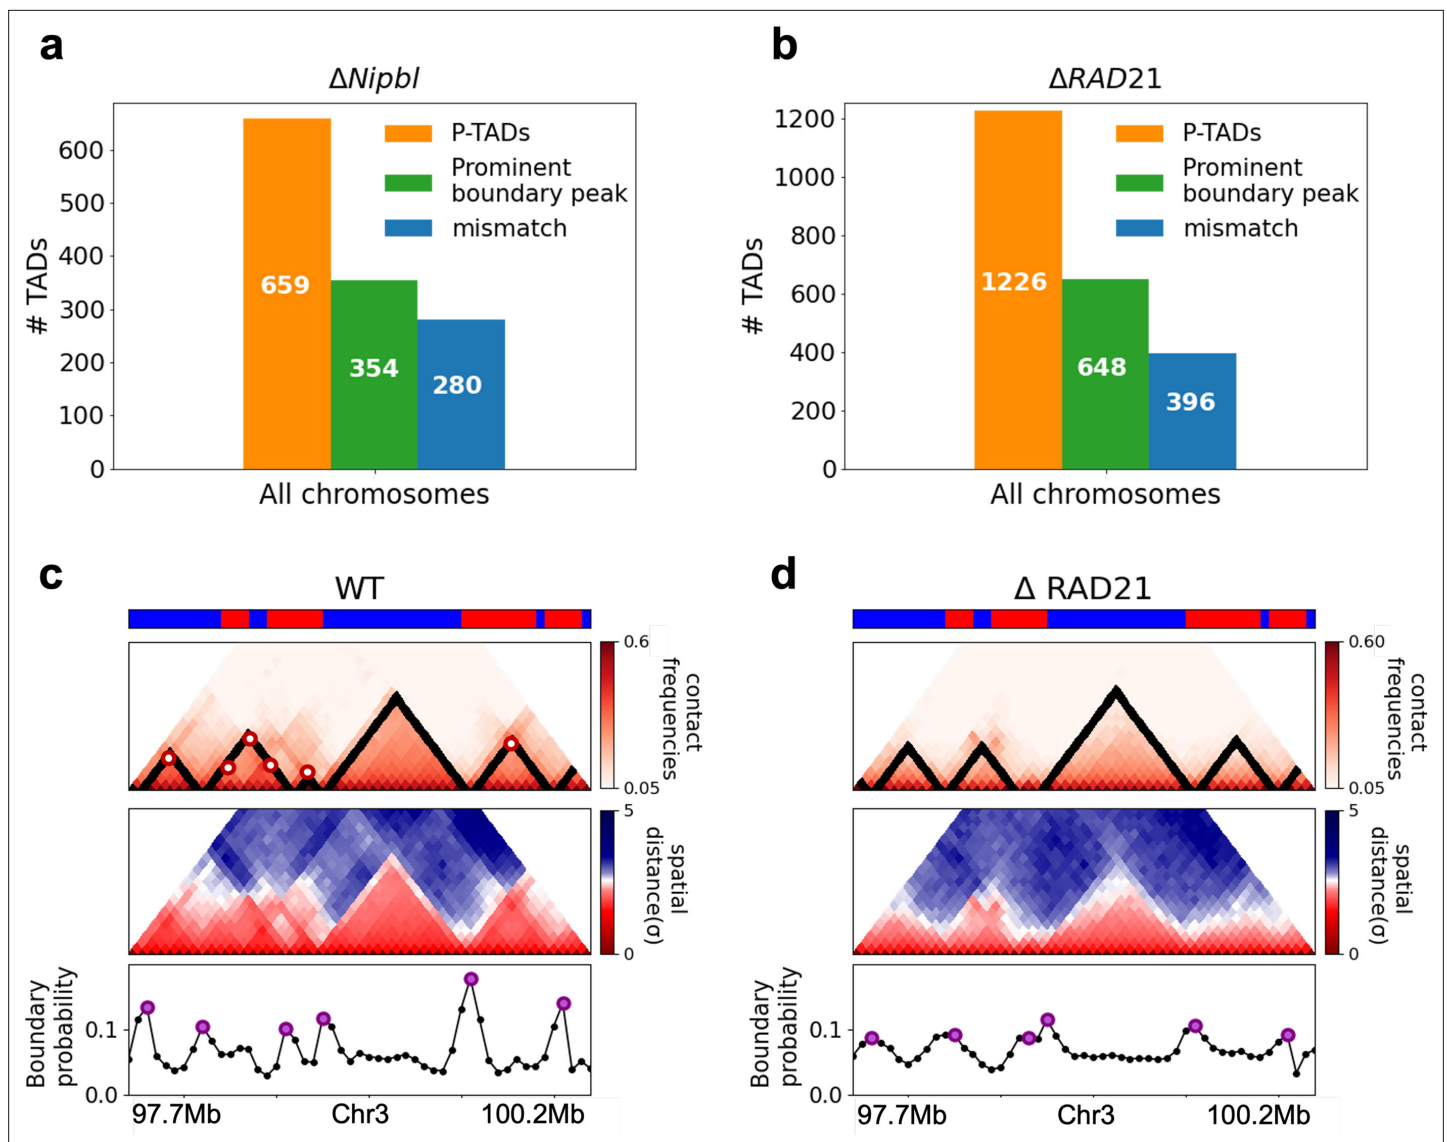 a
ΔNipbl
# TADs
600
500
400
300
200
100
0
P-TADs
Prominent
boundary peak
mismatch
659
354
280
All chromosomes
b
ΔRAD21
# TADs
1200
1000
800
600
400
200
0
P-TADs
Prominent
boundary peak
mismatch
1226
648
396
All chromosomes
c
WT
0.6
0.05
contact
frequencies
5
0
spatial
distance(σ)
Boundary
probability
0.1
0.0
97.7Mb
Chr3
100.2Mb
d
Δ RAD21
0.60
0.05
contact
frequencies
5
0
spatial
distance(σ)
Boundary
probability
0.1
0.0
97.7Mb
Chr3
100.2Mb